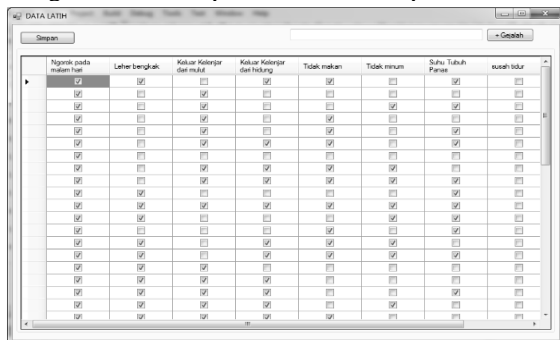 DATA LATIH
Simpan
+ Gejalah
Ngorok pada malam hari
Leher bengkak
Keluar Kelenjar dari mulut
Keluar Kelenjar dari hidung
Tidak makan
Tidak minum
Suhu Tubuh Panas
susah tidur